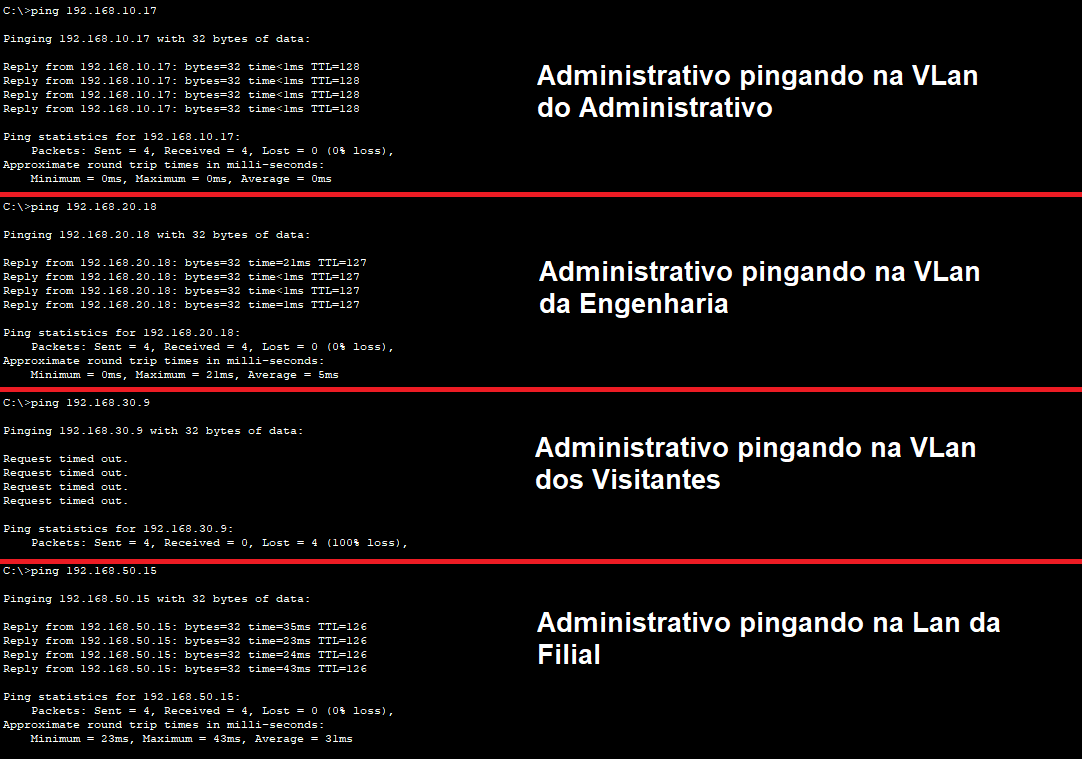 C:\>ping 192.168.10.17
Pinging 192.168.10.17 with 32 bytes of data:
Reply from 192.168.10.17: bytes=32 time<1ms TTL=128
Reply from 192.168.10.17: bytes=32 time<1ms TTL=128
Reply from 192.168.10.17: bytes=32 time<1ms TTL=128
Reply from 192.168.10.17: bytes=32 time<1ms TTL=128
Ping statistics for 192.168.10.17:
Packets: Sent = 4, Received = 4, Lost = 0 (0% loss),
Approximate round trip times in milli-seconds:
Minimum = 0ms, Maximum = 0ms, Average = 0ms
Administrativo pingando na VLan
do Administrativo
C:\>ping 192.168.20.18
Pinging 192.168.20.18 with 32 bytes of data:
Reply from 192.168.20.18: bytes=32 time=21ms TTL=127
Reply from 192.168.20.18: bytes=32 time<1ms TTL=127
Reply from 192.168.20.18: bytes=32 time<1ms TTL=127
Reply from 192.168.20.18: bytes=32 time=1ms TTL=127
Ping statistics for 192.168.20.18:
Packets: Sent = 4, Received = 4, Lost = 0 (0% loss),
Approximate round trip times in milli-seconds:
Minimum = 0ms, Maximum = 21ms, Average = 5ms
Administrativo pingando na VLan
da Engenharia
C:\>ping 192.168.30.9
Pinging 192.168.30.9 with 32 bytes of data:
Request timed out.
Request timed out.
Request timed out.
Request timed out.
Ping statistics for 192.168.30.9:
Packets: Sent = 4, Received = 0, Lost = 4 (100% loss),
Administrativo pingando na VLan
dos Visitantes
C:\>ping 192.168.50.15
Pinging 192.168.50.15 with 32 bytes of data:
Reply from 192.168.50.15: bytes=32 time=35ms TTL=126
Reply from 192.168.50.15: bytes=32 time=23ms TTL=126
Reply from 192.168.50.15: bytes=32 time=24ms TTL=126
Reply from 192.168.50.15: bytes=32 time=43ms TTL=126
Ping statistics for 192.168.50.15:
Packets: Sent = 4, Received = 4, Lost = 0 (0% loss),
Approximate round trip times in milli-seconds:
Minimum = 23ms, Maximum = 43ms, Average = 31ms
Administrativo pingando na Lan da
Filial